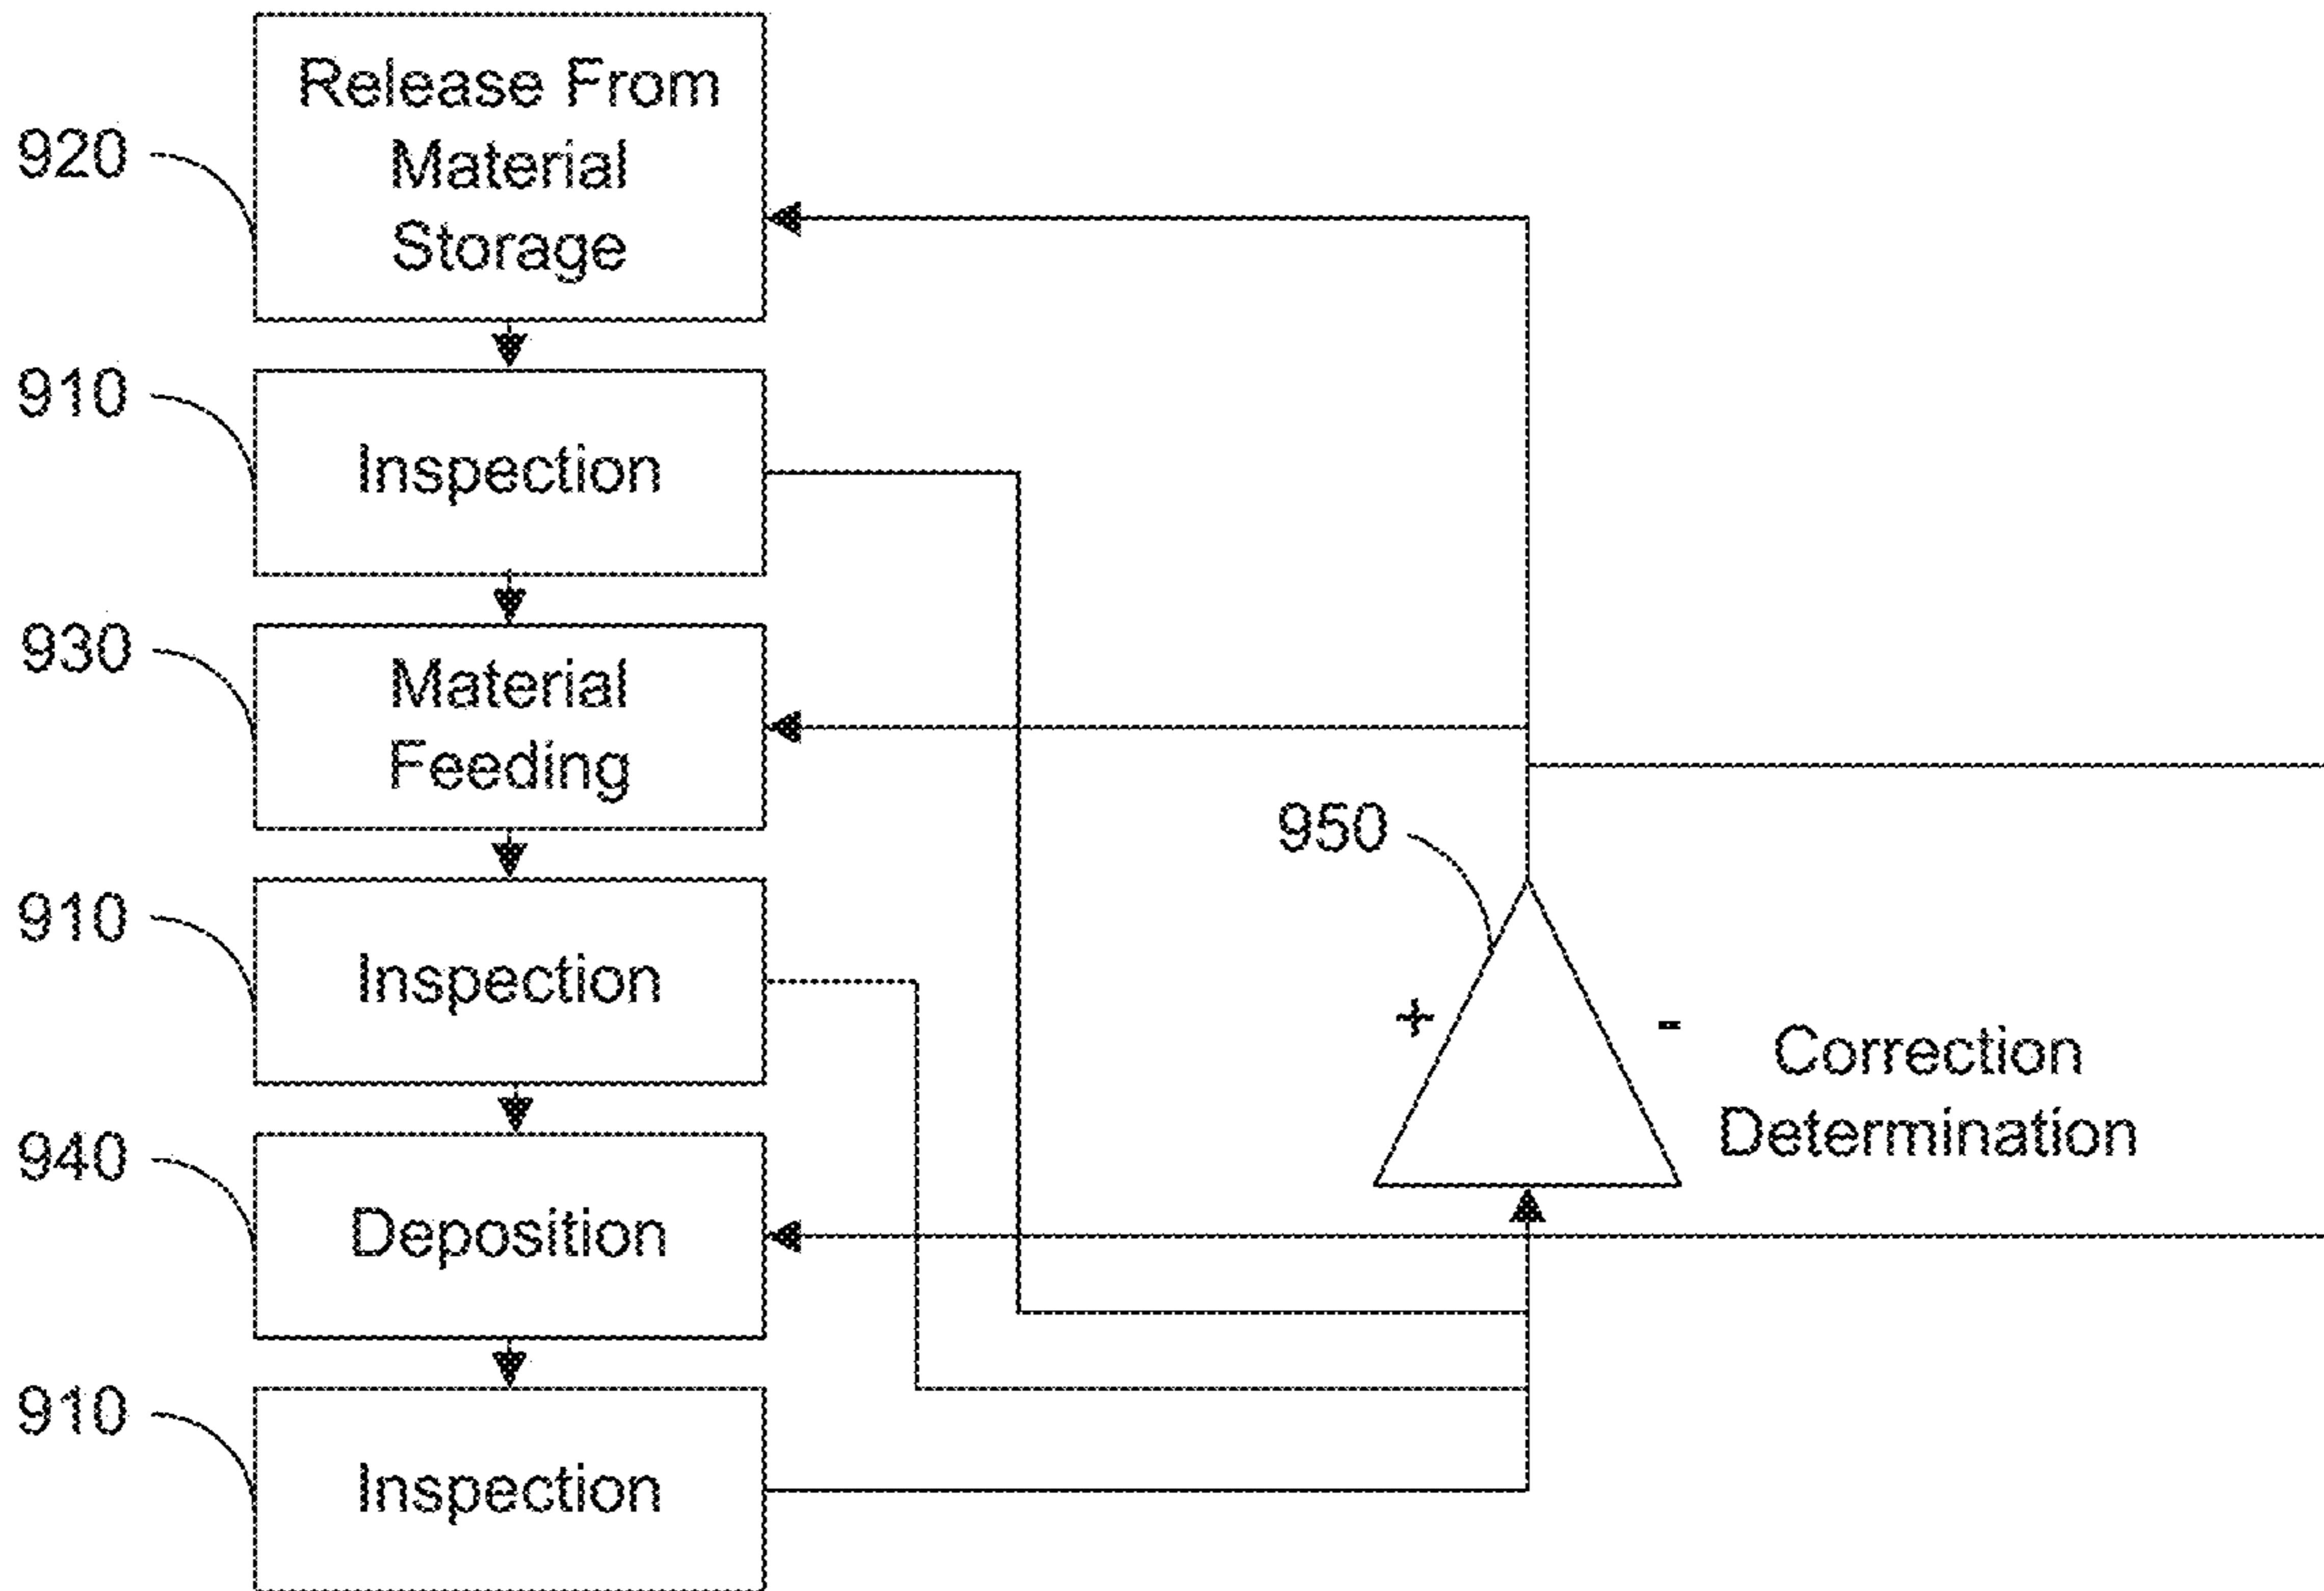 920
Release From
Material
Storage
910
Inspection
930
Material
Feeding
950
910
Inspection
+
-
Correction
Determination
940
Deposition
910
Inspection